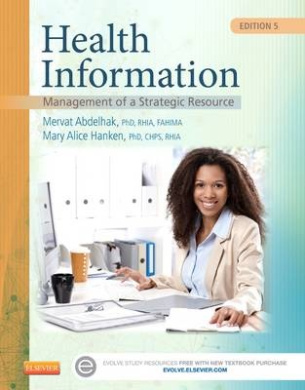 EDITION 5
Health
Information
Management of a Strategic Resource
Mervat Abdelhak, PhD, RHIA, FAHIMA
Mary Alice Hanken, PhD, CHPS, RHIA
ELSEVIER
e
EVOLVE STUDY RESOURCES FREE WITH NEW TEXTBOOK PURCHASE
EVOLVE.ELSEVIER.COM